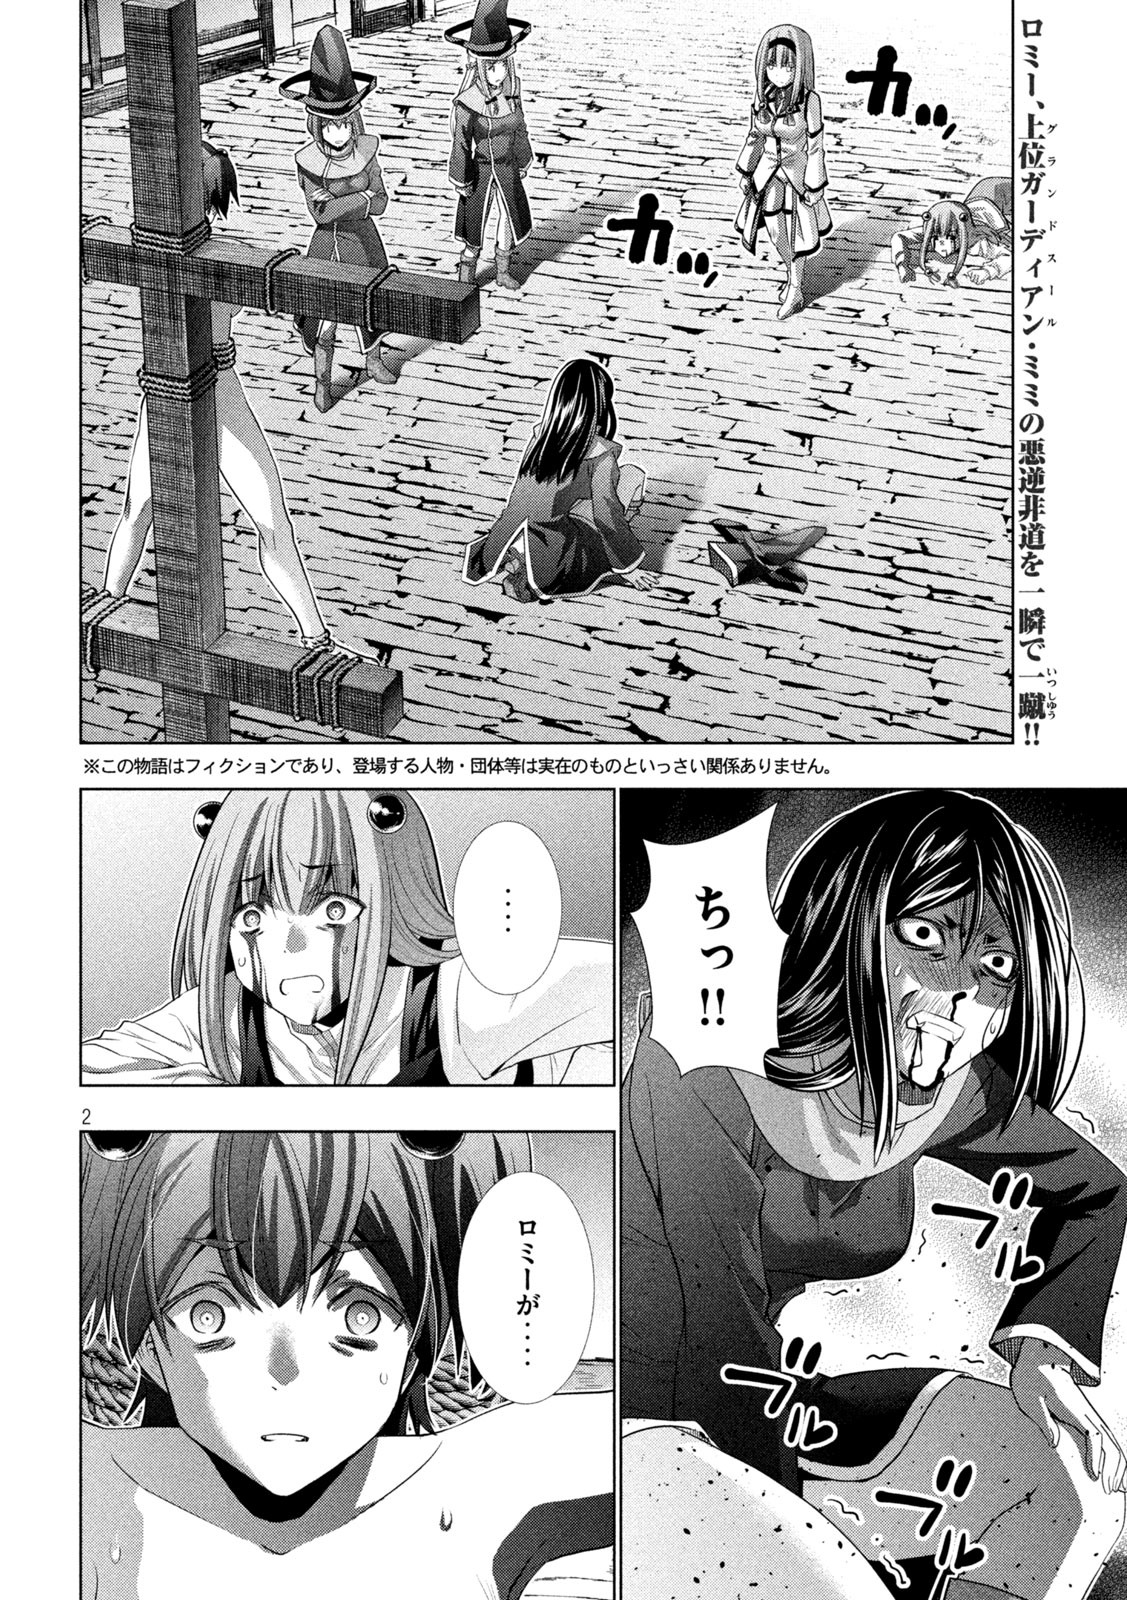 ロミー、上位ガーディアン・ミミの悪逆非道を一瞬で一蹴!!
グランドスール
いっしゅう
カッ
カッ
※この物語はフィクションであり、登場する人物・団体等は実在のものといっさい関係ありません。
ちっ!!
ブル
ブル
‥‥
2
ロミーが‥‥